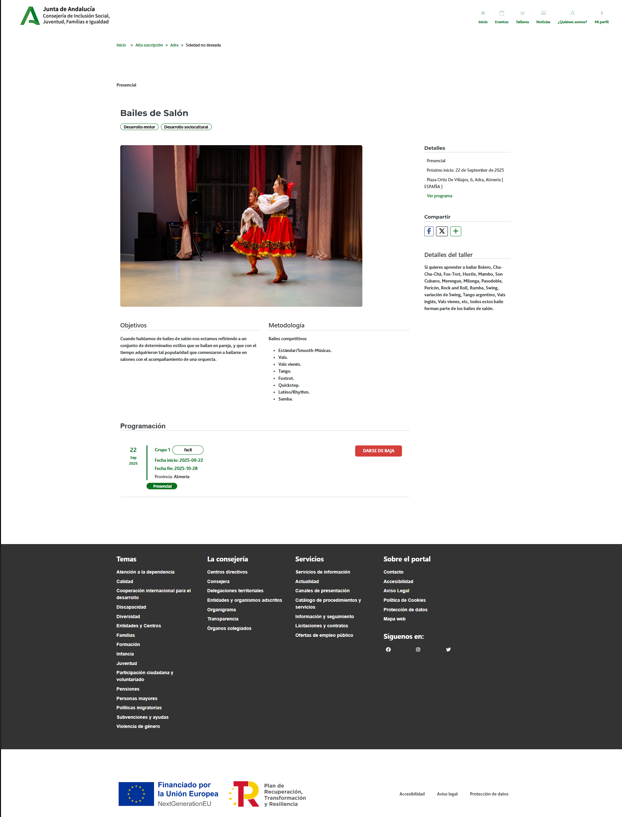 Junta de Andalucía
Consejería de Inclusión Social,
Juventud, Familias e Igualdad
Inicio
Eventos
Talleres
Noticias
¿Quiénes somos?
Mi perfil
Inicio > Alta suscripción > Adra > Soledad no deseada
Presencial
Bailes de Salón
Desarrollo motor
Desarrollo sociocultural
Detalles
Presencial
Próximo inicio: 22 de September de 2025
Plaza Ortiz De Villajos, 6, Adra, Almería (
ESPAÑA )
Ver programa
Compartir
Detalles del taller
Si quieres aprender a bailar Bolero, Cha-
Cha-Chá, Fox-Trot, Hustle, Mambo, Son
Cubano, Merengue, Milonga, Pasodoble,
Pericón, Rock and Roll, Rumba, Swing,
variación de Swing, Tango argentino, Vals
inglés, Vals vienes, etc, todos estos baile
forman parte de los bailes de salón.
Objetivos
Cuando hablamos de bailes de salón nos estamos refiriendo a un
conjunto de determinados estilos que se bailan en pareja, y que con el
tiempo adquirieron tal popularidad que comenzaron a bailarse en
salones con el acompañamiento de una orquesta.
Metodología
Bailes competitivos
Estándar/Smooth-Músicas.
Vals.
Vals vienés.
Tango.
Foxtrot.
Quickstep.
Latino/Rhythm.
Samba.
Programación
22
Sep
2025
Grupo 1
facil
Fecha inicio: 2025-09-22
Fecha fin: 2025-10-28
Provincia: Almería
Presencial
DARSE DE BAJA
Temas
Atención a la dependencia
Calidad
Cooperación internacional para el
desarrollo
Discapacidad
Diversidad
Entidades y Centros
Familias
Formación
Infancia
Juventud
Participación ciudadana y
voluntariado
Pensiones
Personas mayores
Políticas migratorias
Subvenciones y ayudas
Violencia de género
La consejería
Centros directivos
Consejera
Delegaciones territoriales
Entidades y organismos adscritos
Organigrama
Transparencia
Órganos colegiados
Servicios
Servicios de información
Actualidad
Canales de presentación
Catálogo de procedimientos y
servicios
Información y seguimiento
Licitaciones y contratos
Ofertas de empleo público
Sobre el portal
Contacto
Accesibilidad
Aviso Legal
Política de Cookies
Protección de datos
Mapa web
Síguenos en:
Financiado por
la Unión Europea
NextGenerationEU
Plan de
Recuperación,
Transformación
y Resiliencia
Accesibilidad
Aviso legal
Protección de datos